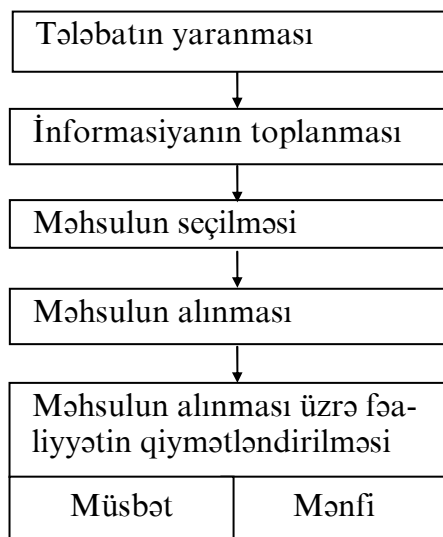 Tələbatın yaranması
İnformasiyanın toplanması
Məhsulun seçilməsi
Məhsulun alınması
Məhsulun alınması üzrə fəa-
liyyətin qiymətləndirilməsi
Müsbət
Mənfi